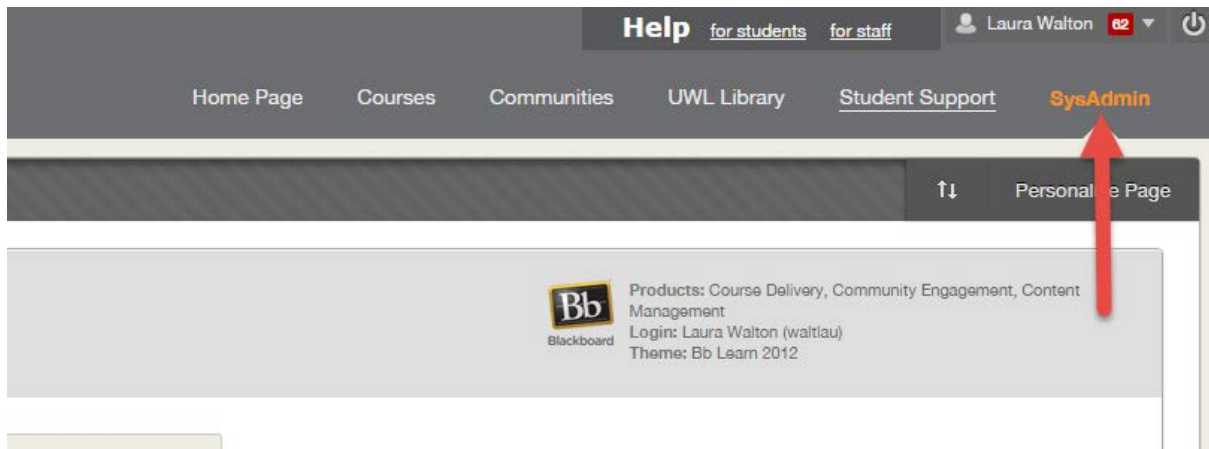 Help for students for staff Laura Walton 62
Home Page Courses Communities UWL Library Student Support SysAdmin
Personalise Page
Bb
Blackboard
Products: Course Delivery, Community Engagement, Content
Management
Login: Laura Walton (waltlau)
Theme: Bb Learn 2012